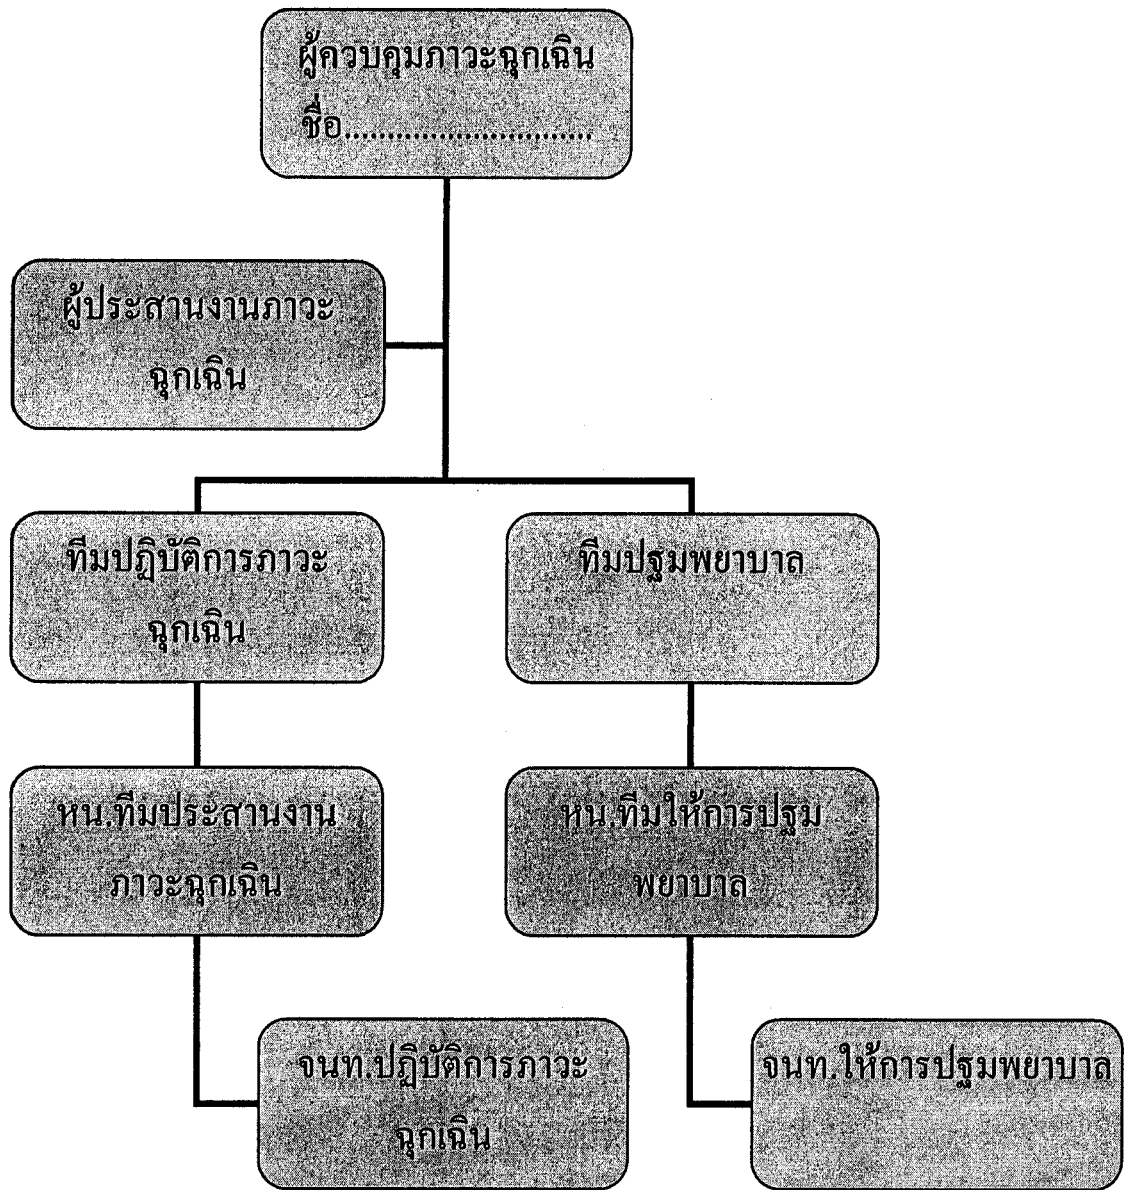 ผู้ควบคุมภาวะฉุกเฉิน
ชื่อ.............................
ผู้ประสานงานภาวะ
ฉุกเฉิน
ทีมปฏิบัติการภาวะ
ฉุกเฉิน
ทีมปฐมพยาบาล
หน.ทีมประสานงาน
ภาวะฉุกเฉิน
หน.ทีมให้การปฐม
พยาบาล
จนท.ปฏิบัติการภาวะ
ฉุกเฉิน
จนท.ให้การปฐมพยาบาล